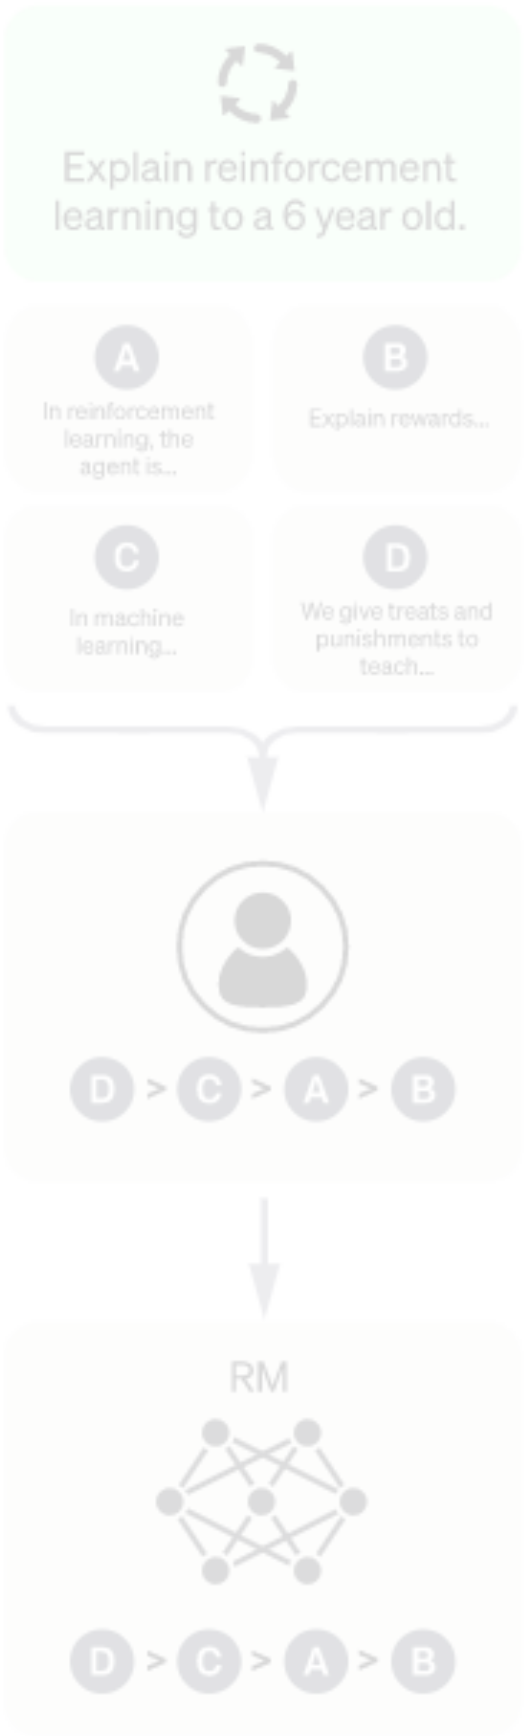 Explain reinforcement
learning to a 6 year old.
A
In reinforcement
learning, the
agent is...
B
Explain rewards...
C
In machine
learning...
D
We give treats and
punishments to
teach...
D > C > A > B
RM
D > C > A > B